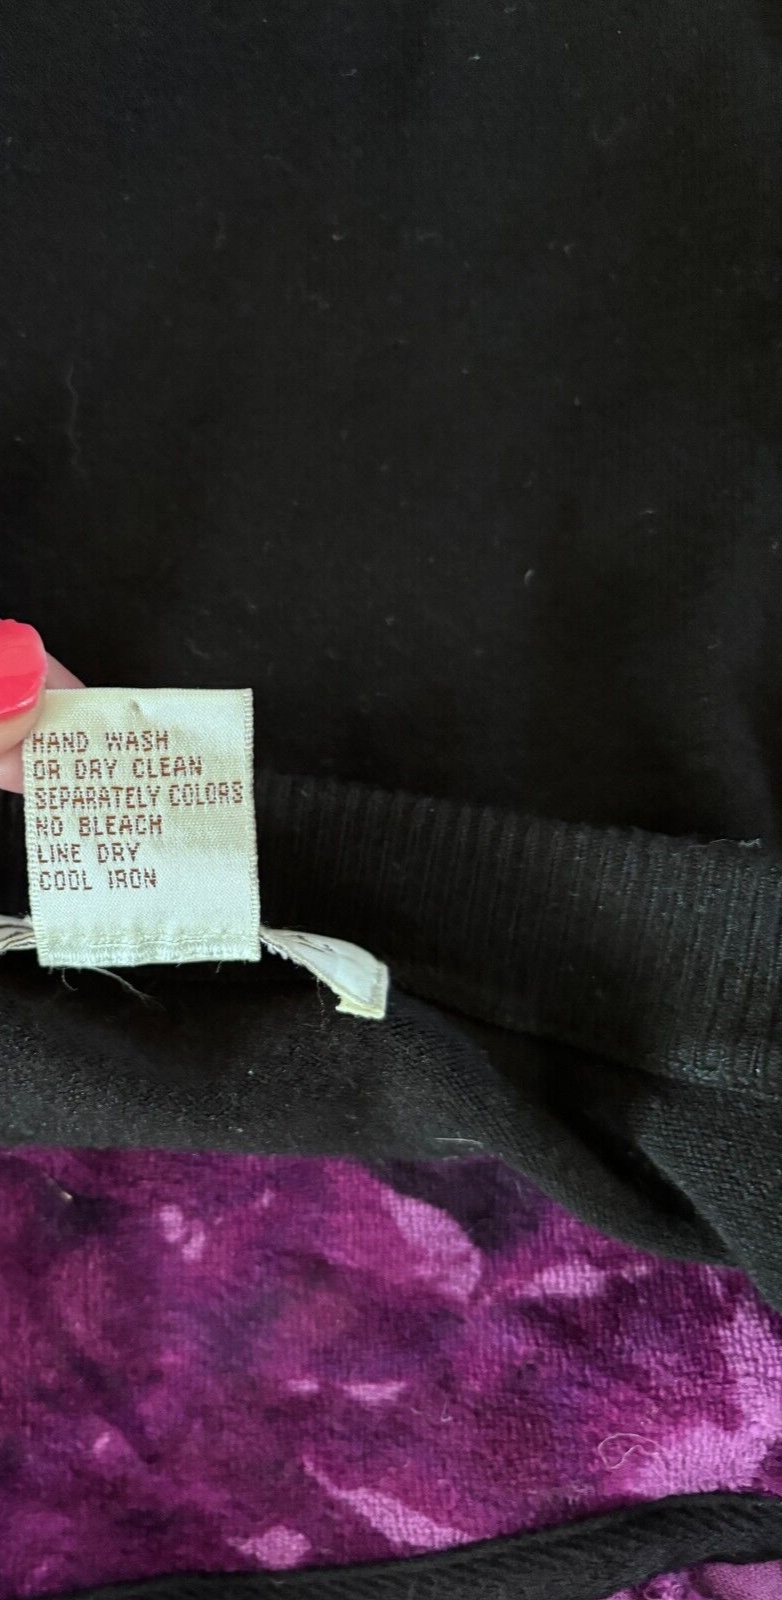 HAND WASH
OR DRY CLEAN
SEPARATELY COLORS
NO BLEACH
LINE DRY
COOL IRON